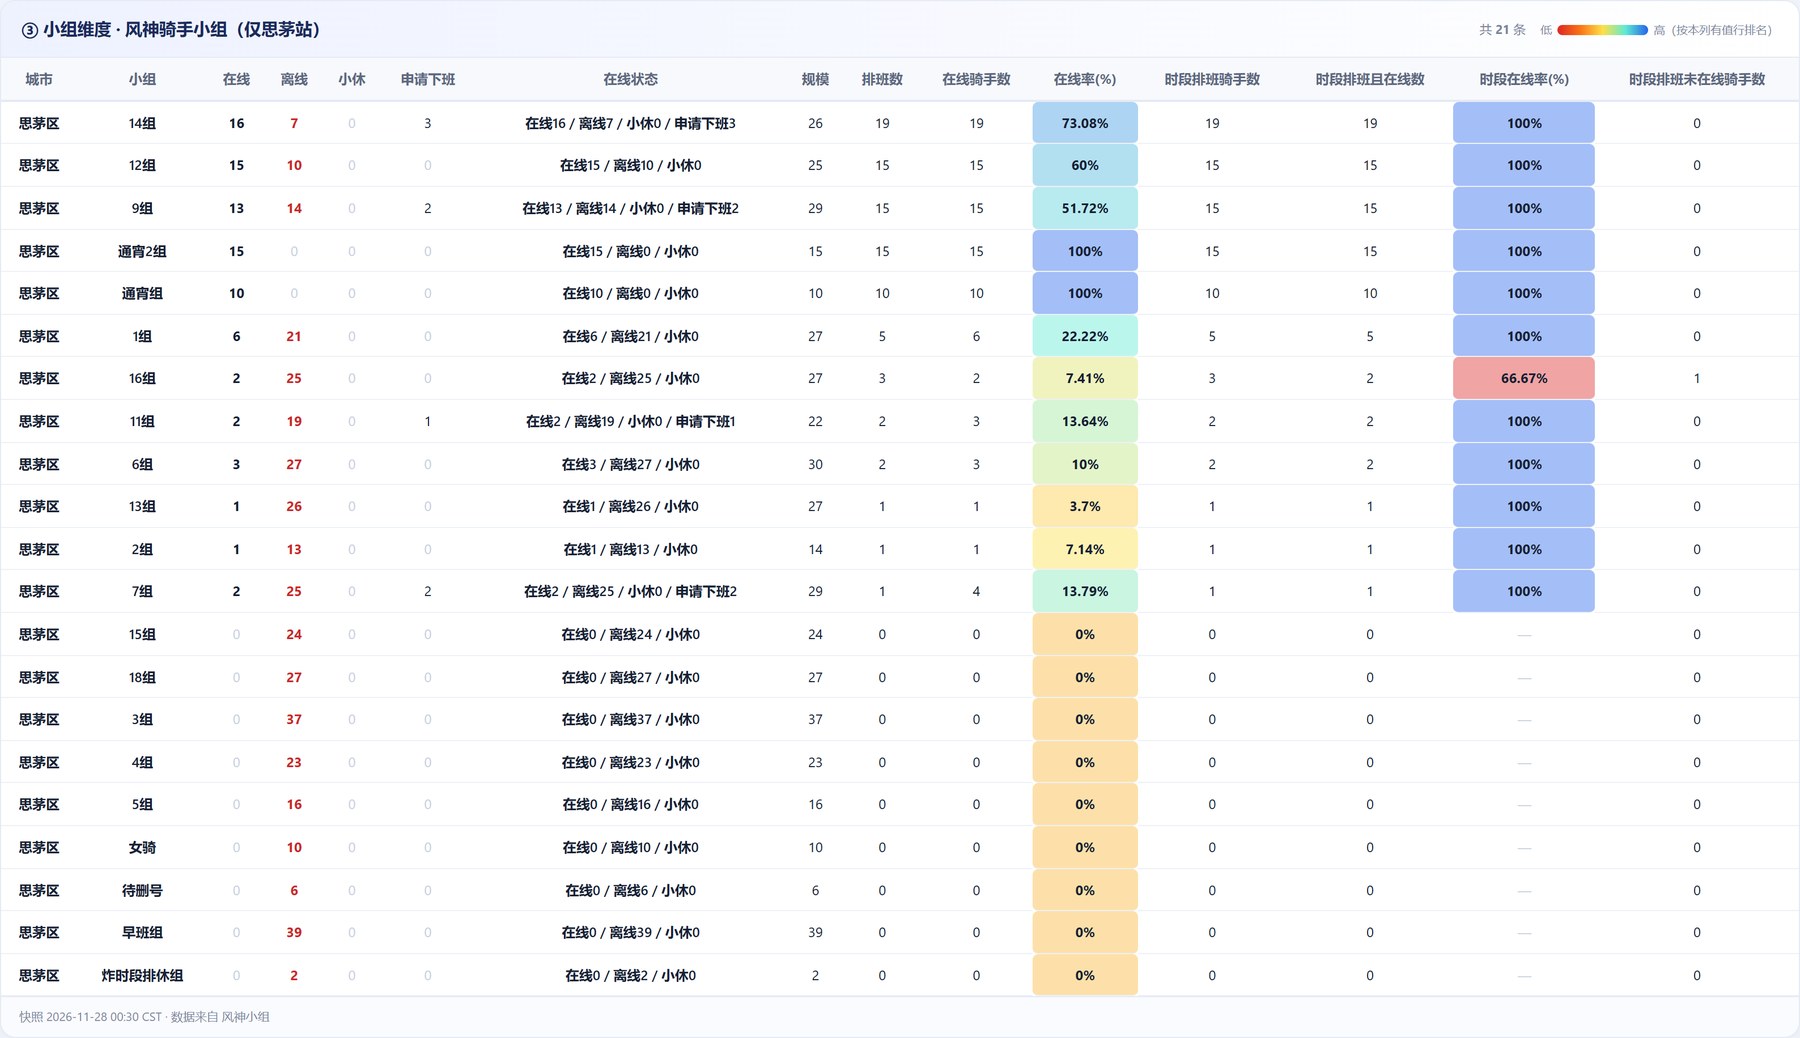 ③ 小组维度 · 风神骑手小组（仅思茅站）
共 21 条 低 高 (按本列有值行排名)
城市 小组 在线 离线 小休 申请下班 在线状态 规模 排班数 在线骑手数 在线率(%) 时段排班骑手数 时段排班且在线数 时段在线率(%) 时段排班未在线骑手数
思茅区 14组 16 7 0 3 在线16 / 离线7 / 小休0 / 申请下班3 26 19 19 73.08% 19 19 100% 0
思茅区 12组 15 10 0 0 在线15 / 离线10 / 小休0 25 15 15 60% 15 15 100% 0
思茅区 9组 13 14 0 2 在线13 / 离线14 / 小休0 / 申请下班2 29 15 15 51.72% 15 15 100% 0
思茅区 通宵2组 15 0 0 0 在线15 / 离线0 / 小休0 15 15 15 100% 15 15 100% 0
思茅区 通宵组 10 0 0 0 在线10 / 离线0 / 小休0 10 10 10 100% 10 10 100% 0
思茅区 1组 6 21 0 0 在线6 / 离线21 / 小休0 27 5 6 22.22% 5 5 100% 0
思茅区 16组 2 25 0 0 在线2 / 离线25 / 小休0 27 3 2 7.41% 3 2 66.67% 1
思茅区 11组 2 19 0 1 在线2 / 离线19 / 小休0 / 申请下班1 22 2 3 13.64% 2 2 100% 0
思茅区 6组 3 27 0 0 在线3 / 离线27 / 小休0 30 2 3 10% 2 2 100% 0
思茅区 13组 1 26 0 0 在线1 / 离线26 / 小休0 27 1 1 3.7% 1 1 100% 0
思茅区 2组 1 13 0 0 在线1 / 离线13 / 小休0 14 1 1 7.14% 1 1 100% 0
思茅区 7组 2 25 0 2 在线2 / 离线25 / 小休0 / 申请下班2 29 1 4 13.79% 1 1 100% 0
思茅区 15组 0 24 0 0 在线0 / 离线24 / 小休0 24 0 0 0% 0 0 — 0
思茅区 18组 0 27 0 0 在线0 / 离线27 / 小休0 27 0 0 0% 0 0 — 0
思茅区 3组 0 37 0 0 在线0 / 离线37 / 小休0 37 0 0 0% 0 0 — 0
思茅区 4组 0 23 0 0 在线0 / 离线23 / 小休0 23 0 0 0% 0 0 — 0
思茅区 5组 0 16 0 0 在线0 / 离线16 / 小休0 16 0 0 0% 0 0 — 0
思茅区 女骑 0 10 0 0 在线0 / 离线10 / 小休0 10 0 0 0% 0 0 — 0
思茅区 待删号 0 6 0 0 在线0 / 离线6 / 小休0 6 0 0 0% 0 0 — 0
思茅区 早班组 0 39 0 0 在线0 / 离线39 / 小休0 39 0 0 0% 0 0 — 0
思茅区 炸时段排休组 0 2 0 0 在线0 / 离线2 / 小休0 2 0 0 0% 0 0 — 0
快照 2026-11-28 00:30 CST · 数据来自 风神小组